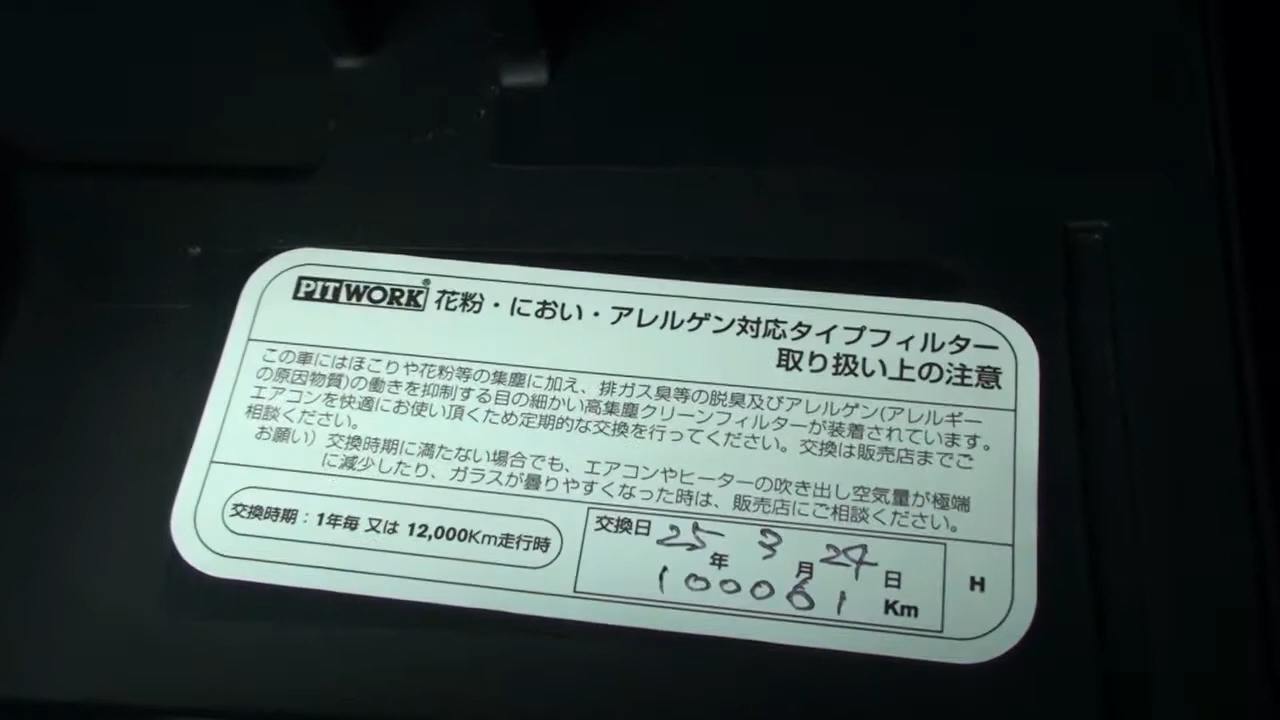 PITWORK® 花粉・におい・アレルゲン対応タイプフィルター
取り扱い上の注意
この車にはほこりや花粉等の集塵に加え、排ガス臭等の脱臭及びアレルゲン(アレルギー
の原因物質)の働きを抑制する目の細かい高集塵クリーンフィルターが装着されています。
エアコンを快適にお使い頂くため定期的な交換を行ってください。交換は販売店までご
相談ください。
お願い）交換時期に満たない場合でも、エアコンやヒーターの吹き出し空気量が極端
に減少したり、ガラスが曇りやすくなった時は、販売店にご相談ください。
交換時期：1年毎 又は 12,000Km走行時
交換日 25年 3月 24日
100061 Km
H